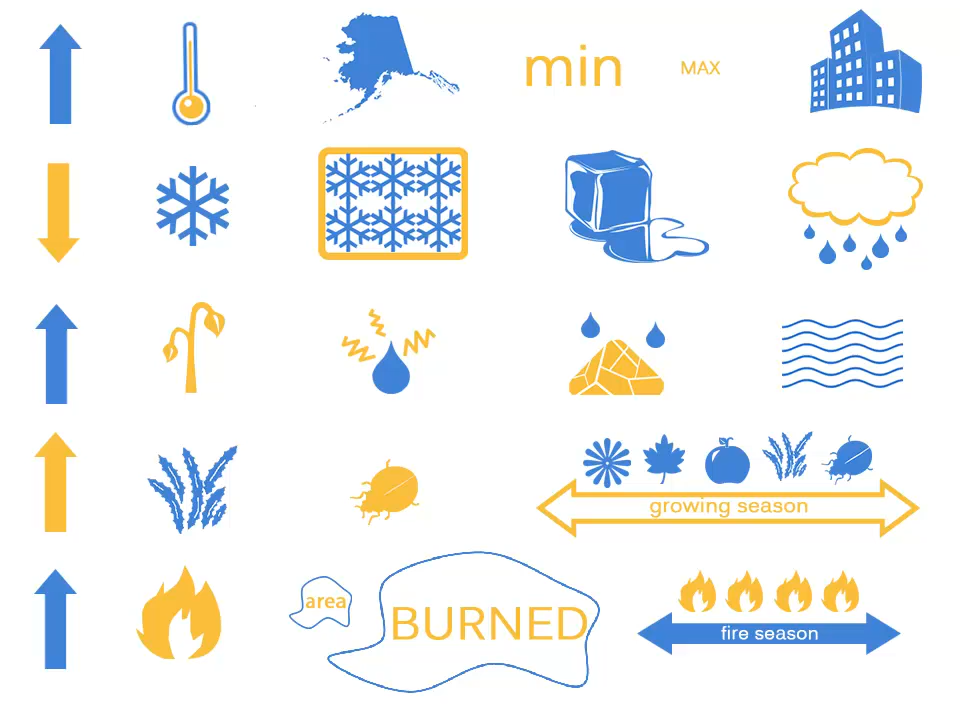 min
MAX
growing season
area
BURNED
fire season